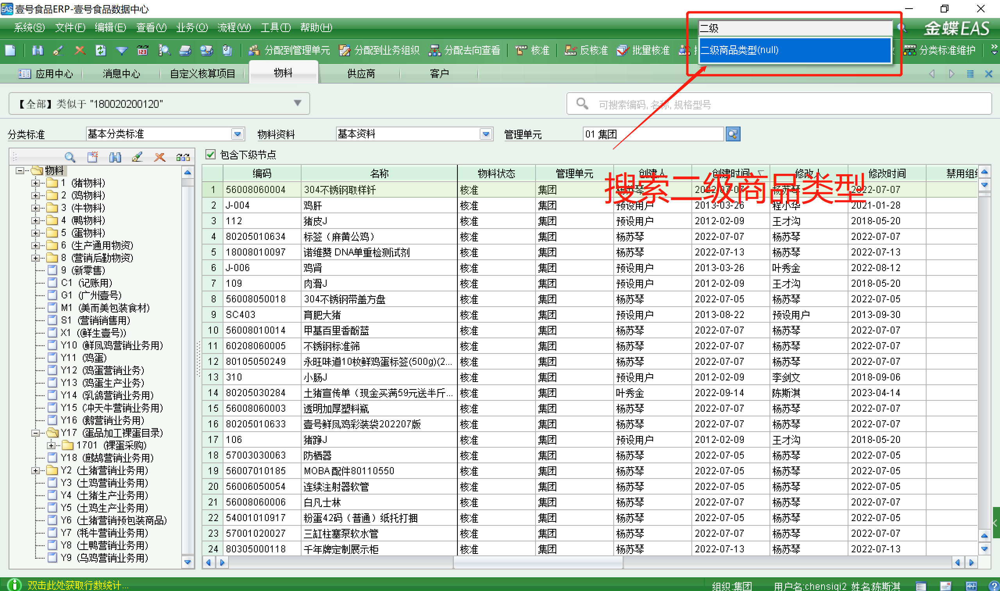 壹号食品ERP-壹号食品数据中心
系统(S) 文件(F) 编辑(E) 查看(V) 业务(O) 流程(W) 工具(T) 帮助(H)
二级
金蝶EAS
分配到管理单元 分配到业务组织 分配去向查看 核准 反核准 批量核准
二级商品类型(null)
分类标准维护
应用中心 消息中心 自定义核算项目 物料 供应商 客户
【全部】类似于 "180020200120"
可搜索编码, 名称, 规格型号
分类标准 基本分类标准 物料资料 基本资料 管理单元 01 集团
包含下级节点
搜索二级商品类型
物料
1 (猪物料)
2 (鸡物料)
3 (牛物料)
4 (鸭物料)
5 (蛋物料)
6 (生产通用物资)
8 (营销后勤物资)
9 (新零售)
C1 (记账用)
G1 (广州壹号)
M1 (美而美包装食材)
S1 (营销销售用)
X1 ((鲜生壹号))
Y10 (鲜凤鸡营销业务用)
Y11 (鸡蛋)
Y12 (鸡蛋营销业务)
Y13 (鸡蛋生产业务)
Y14 (乳鸽营销业务用)
Y15 (冲天牛营销业务用)
Y16 (鹅营销业务用)
Y17 (蛋品加工裸蛋目录)
1701 (裸蛋采购)
Y18 (鹧鸪营销业务用)
Y2 (土猪营销业务用)
Y3 (土鸡营销业务用)
Y4 (土猪生产业务用)
Y5 (土鸡生产业务用)
Y6 (土猪营销预包装商品)
Y7 (牦牛营销业务用)
Y8 (土鸭营销业务用)
Y9 (乌鸡营销业务用)
编码 名称 物料状态 管理单元 创建人 创建时间 修改人 修改时间 禁用组织
1 56008060004 304不锈钢取样钎 核准 集团 杨苏琴 2022-07-07 杨苏琴 2022-07-07
2 J-004 鸡肝 核准 集团 预设用户 2013-03-26 程小华 2021-01-28
3 112 猪皮J 核准 集团 预设用户 2012-02-09 王才沟 2018-05-20
4 80205010634 标签（麻黄公鸡） 核准 集团 杨苏琴 2022-07-07 杨苏琴 2022-07-07
5 18008010097 诺维赞 DNA单重检测试剂 核准 集团 杨苏琴 2022-07-13 杨苏琴 2022-07-13
6 J-006 鸡肾 核准 集团 预设用户 2013-03-26 叶秀金 2022-08-12
7 109 肉滑J 核准 集团 预设用户 2012-02-09 王才沟 2018-05-20
8 56008050018 304不锈钢带盖方盘 核准 集团 杨苏琴 2022-07-05 杨苏琴 2022-07-05
9 SC403 育肥大猪 核准 集团 预设用户 2013-08-22 预设用户 2013-09-30
10 56008010014 甲基百里香酚蓝 核准 集团 杨苏琴 2022-07-07 杨苏琴 2022-07-07
11 60208060005 不锈钢标准筛 核准 集团 杨苏琴 2022-07-07 杨苏琴 2022-07-07
12 80105050249 永旺味道10枚鲜鸡蛋标签(500g)(2... 核准 集团 杨苏琴 2022-07-07 杨苏琴 2022-07-07
13 310 小肠J 核准 集团 预设用户 2012-02-09 李剑文 2018-09-06
14 80205030284 土猪宣传单（现金买满59元送半斤... 核准 集团 叶秀金 2022-09-14 陈斯淇 2023-04-14
15 56008060003 透明加厚塑料瓶 核准 集团 杨苏琴 2022-07-07 杨苏琴 2022-07-07
16 80205010633 壹号鲜凤鸡彩装袋202207版 核准 集团 杨苏琴 2022-07-07 杨苏琴 2022-07-07
17 106 猪踭J 核准 集团 预设用户 2012-02-09 王才沟 2018-05-20
18 57003030063 防栖器 核准 集团 杨苏琴 2022-07-05 杨苏琴 2022-07-05
19 56007010185 MOBA配件80110550 核准 集团 杨苏琴 2022-07-05 杨苏琴 2022-07-05
20 56006050054 连续注射器软管 核准 集团 杨苏琴 2022-07-05 杨苏琴 2022-07-05
21 56008060006 白凡士林 核准 集团 杨苏琴 2022-07-07 杨苏琴 2022-07-07
22 54001010917 粉蛋42码（普通）纸托打捆 核准 集团 杨苏琴 2022-07-05 杨苏琴 2022-07-05
23 57001020027 三缸柱塞泵软水管 核准 集团 杨苏琴 2022-07-07 杨苏琴 2022-07-07
24 80305000118 千年牌定制展示柜 核准 集团 杨苏琴 2022-07-13 杨苏琴 2022-07-13
双击此处获取行数统计...
组织:集团 用户名:chensiqi2 姓名:陈斯淇